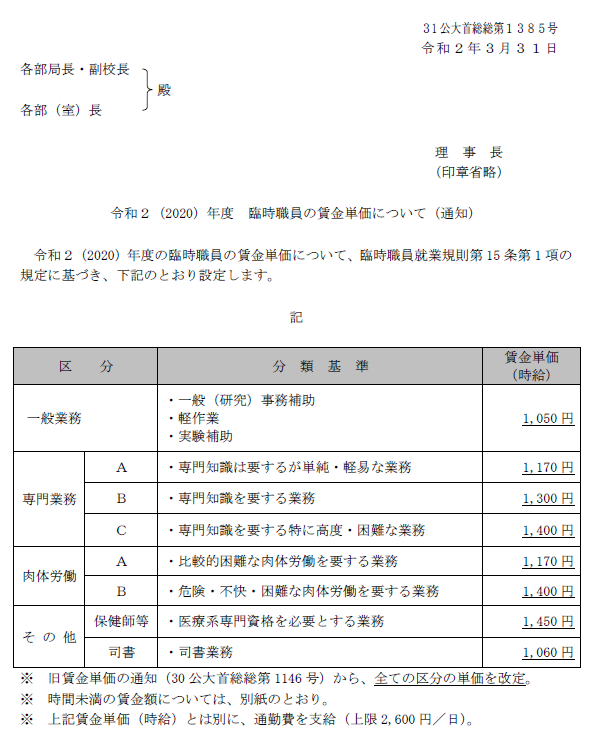 31公大首総総第１３８５号
令和２年３月３１日
各部局長・副校長
殿
各部（室）長
理　事　長
（印章省略）
令和２（2020）年度　臨時職員の賃金単価について（通知）
令和２（2020）年度の臨時職員の賃金単価について、臨時職員就業規則第15条第１項の
規定に基づき、下記のとおり設定します。
記
区　　分　分　類　基　準　賃金単価
（時給）
・一般（研究）事務補助
一般業務　・軽作業　1,050円
・実験補助
A　・専門知識は要するが単純・軽易な業務　1,170円
専門業務　B　・専門知識を要する業務　1,300円
C　・専門知識を要する特に高度・困難な業務　1,400円
肉体労働　A　・比較的困難な肉体労働を要する業務　1,170円
B　・危険・不快・困難な肉体労働を要する業務　1,400円
そ の 他　保健師等　・医療系専門資格を必要とする業務　1,450円
司書　・司書業務　1,060円
※　旧賃金単価の通知（30公大首総総第1146号）から、全ての区分の単価を改定。
※　時間未満の賃金額については、別紙のとおり。
※　上記賃金単価（時給）とは別に、通勤費を支給（上限2,600円／日）。